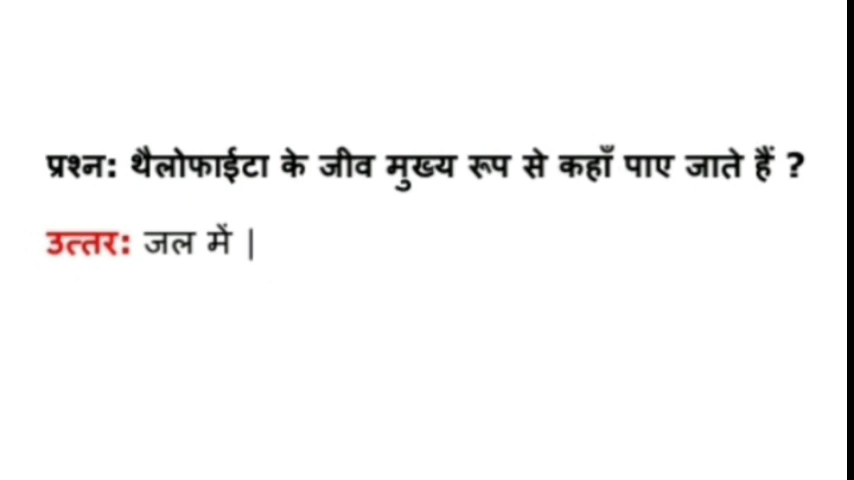 प्रश्न: थैलोफाईटा के जीव मुख्य रूप से कहाँ पाए जाते हैं ?
उत्तर: जल में |